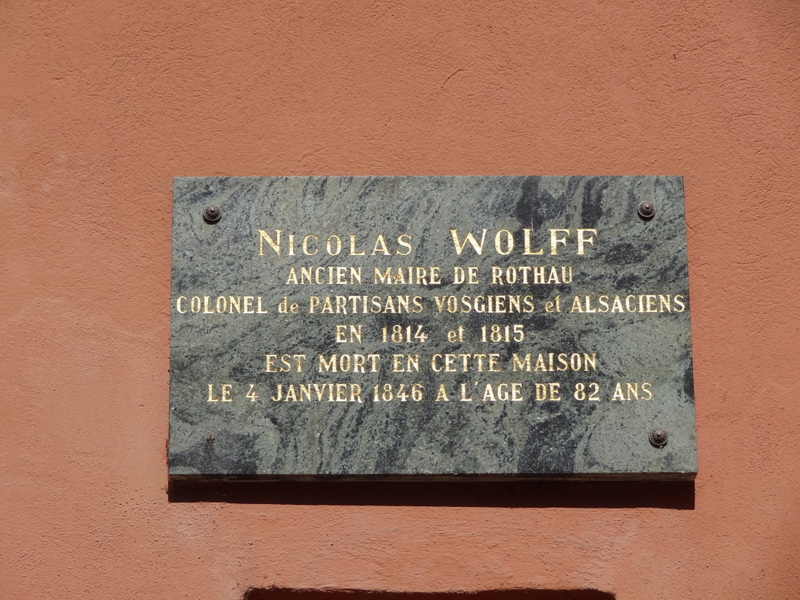 NICOLAS WOLFF
ANCIEN MAIRE DE ROTHAU
COLONEL de PARTISANS VOSGIENS et ALSACIENS
EN 1814 et 1815
EST MORT EN CETTE MAISON
LE 4 JANVIER 1846 A L'AGE DE 82 ANS